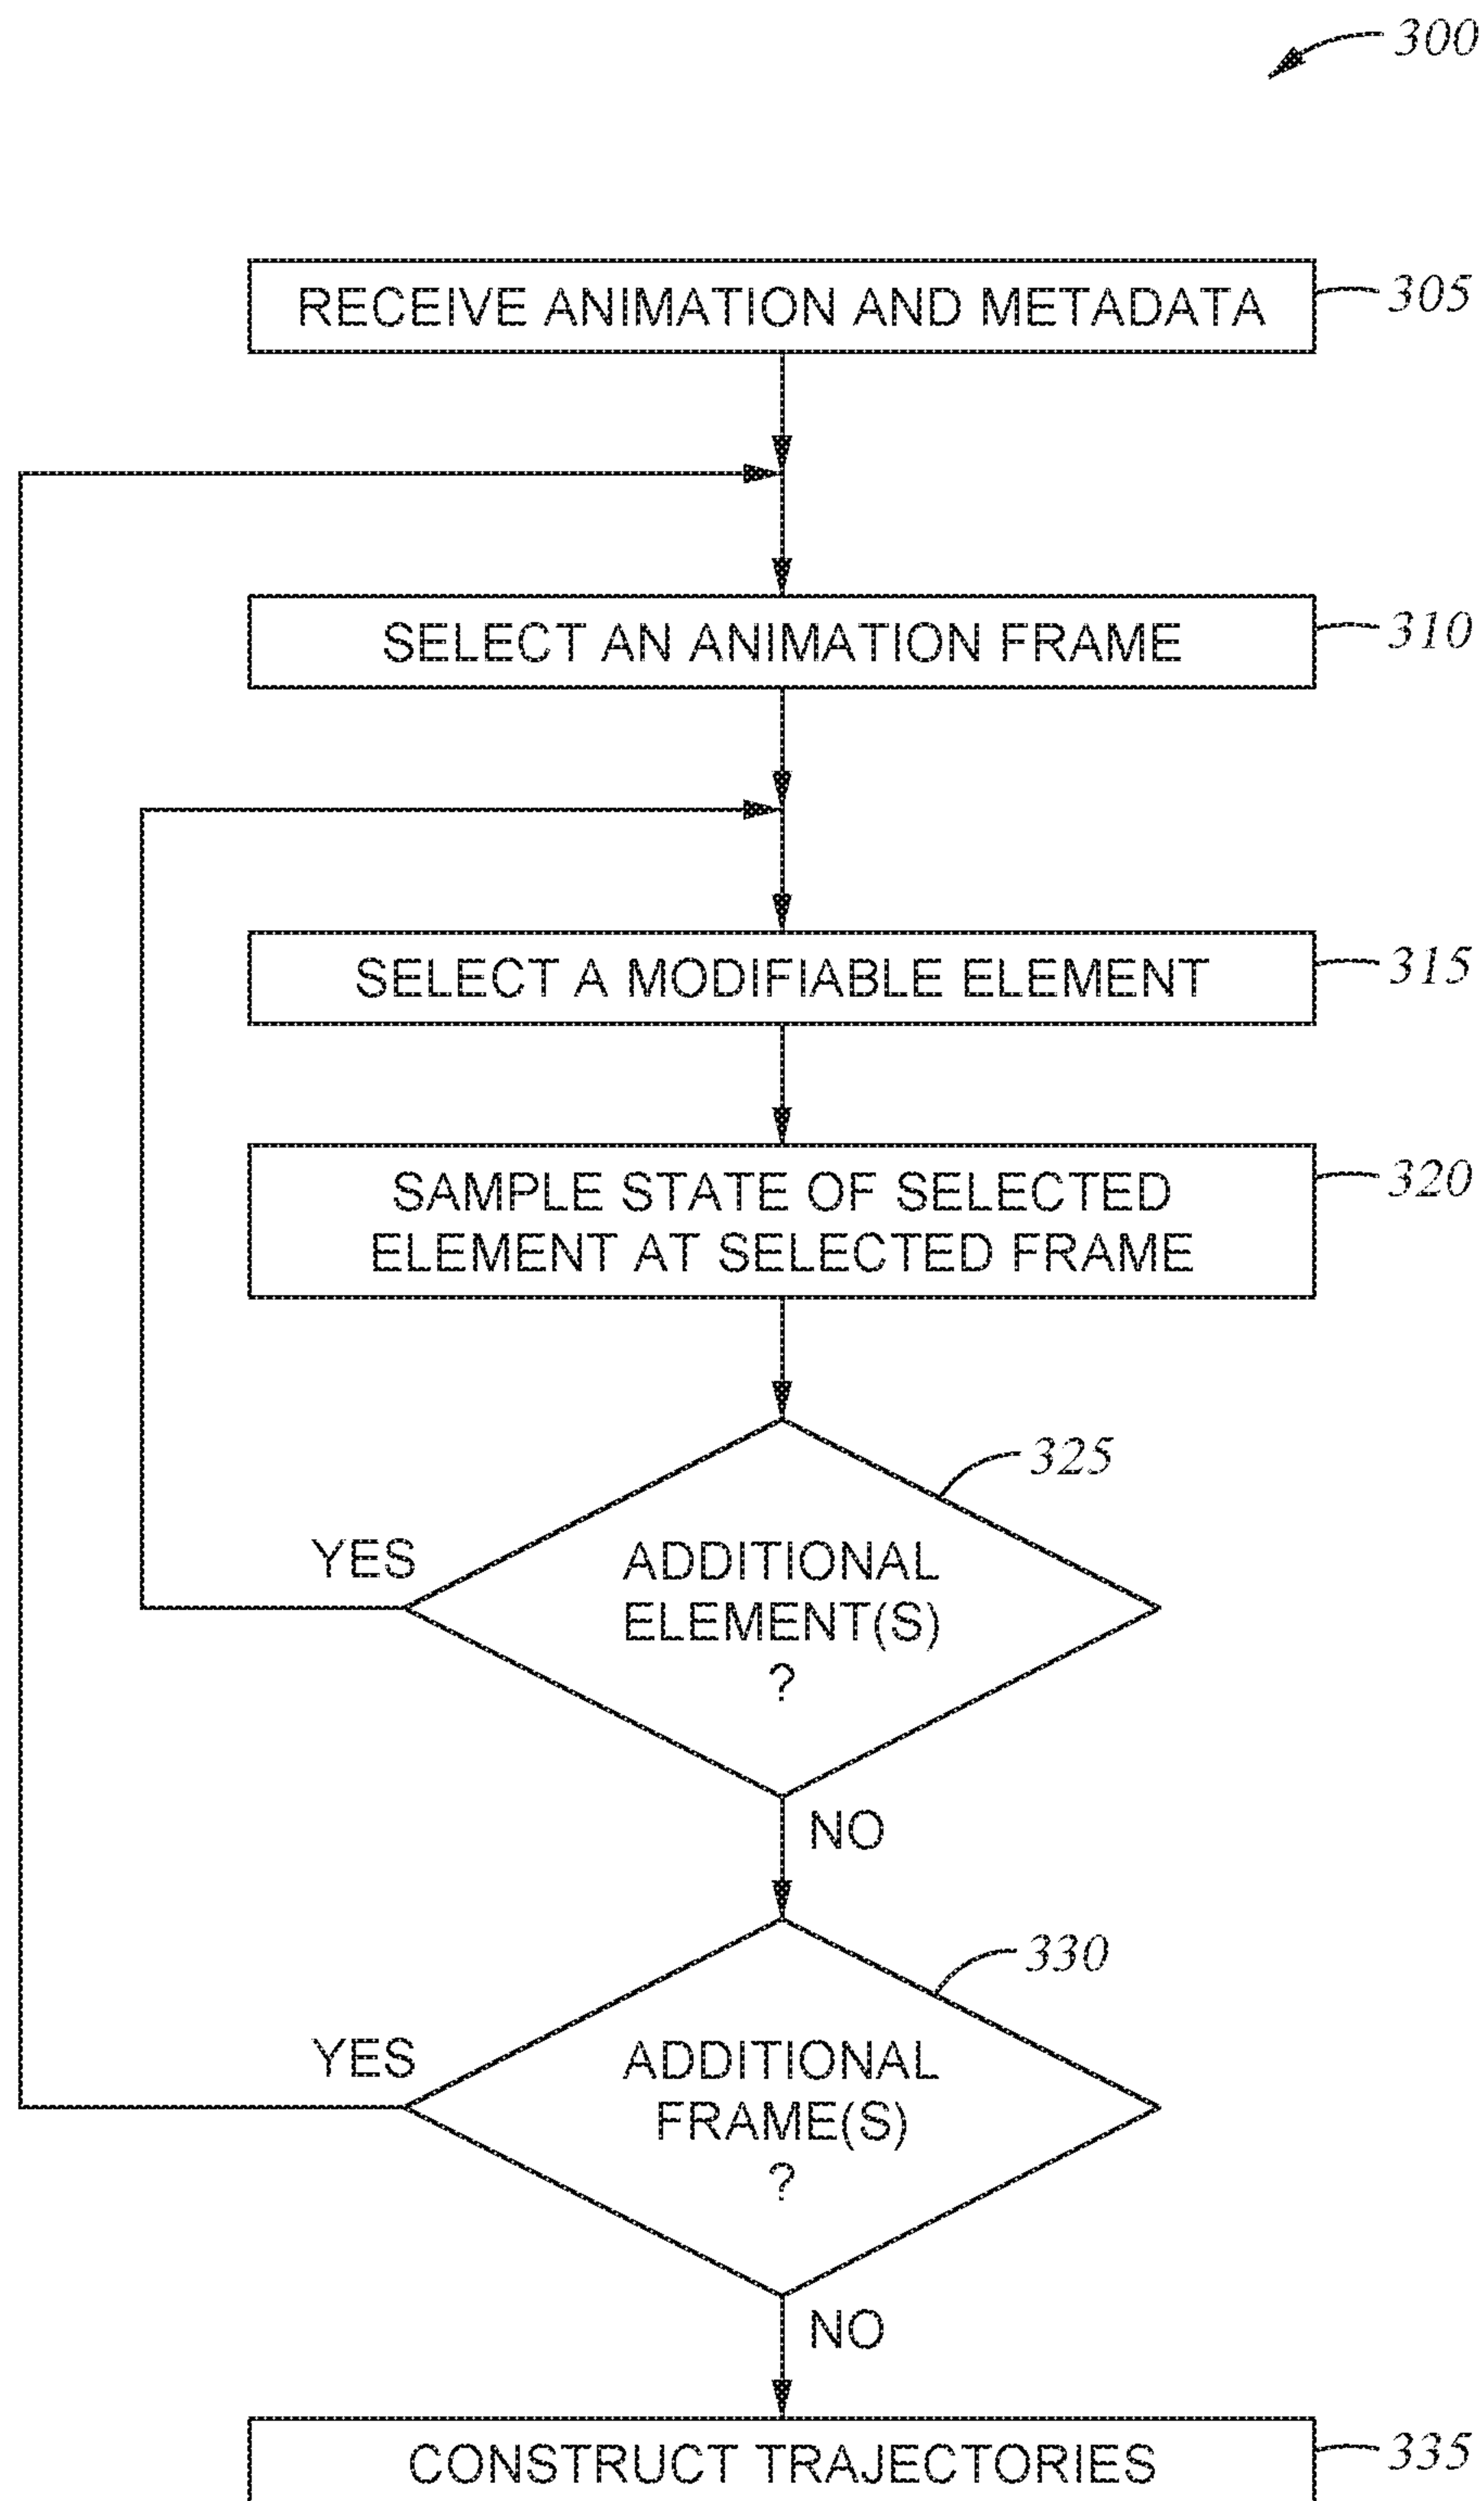 300
RECEIVE ANIMATION AND METADATA
305
SELECT AN ANIMATION FRAME
310
SELECT A MODIFIABLE ELEMENT
315
SAMPLE STATE OF SELECTED
ELEMENT AT SELECTED FRAME
320
325
YES
ADDITIONAL
ELEMENT(S)
?
NO
330
YES
ADDITIONAL
FRAME(S)
?
NO
CONSTRUCT TRAJECTORIES
335